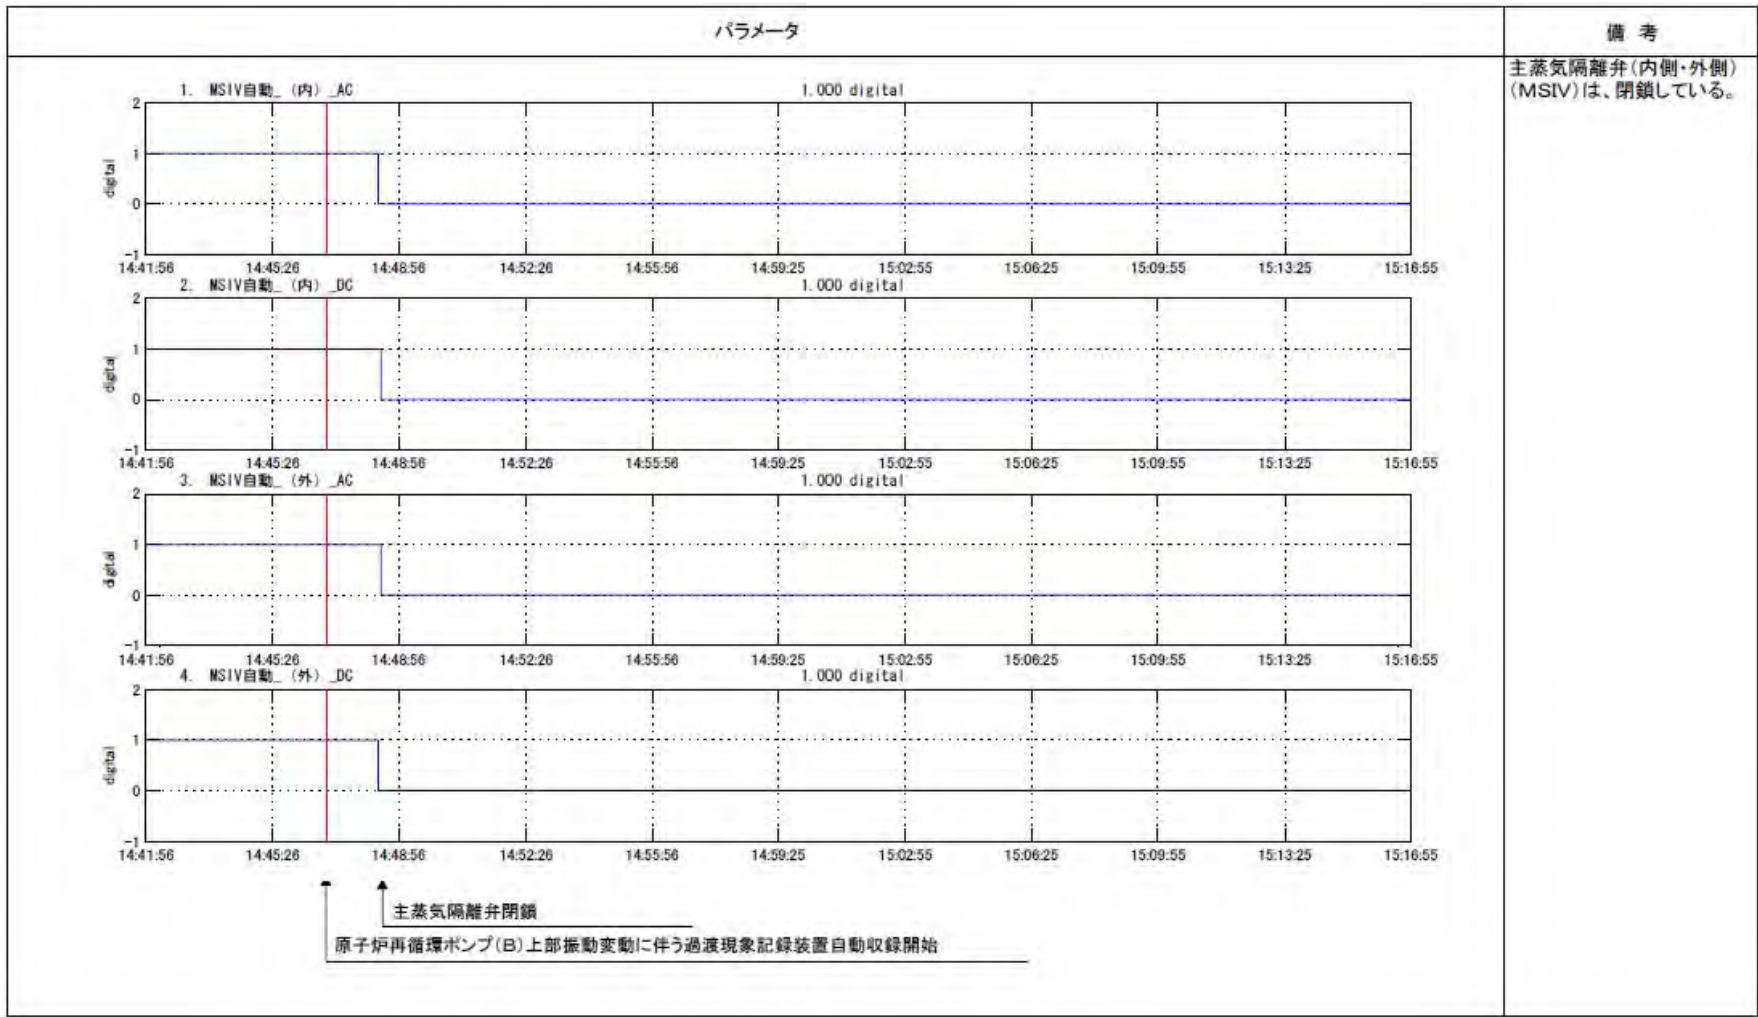 パラメータ
備 考
主蒸気隔離弁(内側・外側)
(MSIV)は、閉鎖している。
1. MSIV自動_(内)_AC 1.000 digital
2
1
0
-1
digital
14:41:56 14:45:26 14:48:56 14:52:26 14:55:56 14:59:25 15:02:55 15:06:25 15:09:55 15:13:25 15:16:55
2. MSIV自動_(内)_DC 1.000 digital
2
1
0
-1
digital
14:41:56 14:45:26 14:48:56 14:52:26 14:55:56 14:59:25 15:02:55 15:06:25 15:09:55 15:13:25 15:16:55
3. MSIV自動_(外)_AC 1.000 digital
2
1
0
-1
digital
14:41:56 14:45:26 14:48:56 14:52:26 14:55:56 14:59:25 15:02:55 15:06:25 15:09:55 15:13:25 15:16:55
4. MSIV自動_(外)_DC 1.000 digital
2
1
0
-1
digital
14:41:56 14:45:26 14:48:56 14:52:26 14:55:56 14:59:25 15:02:55 15:06:25 15:09:55 15:13:25 15:16:55
主蒸気隔離弁閉鎖
原子炉再循環ポンプ(B)上部振動変動に伴う過渡現象記録装置自動収録開始